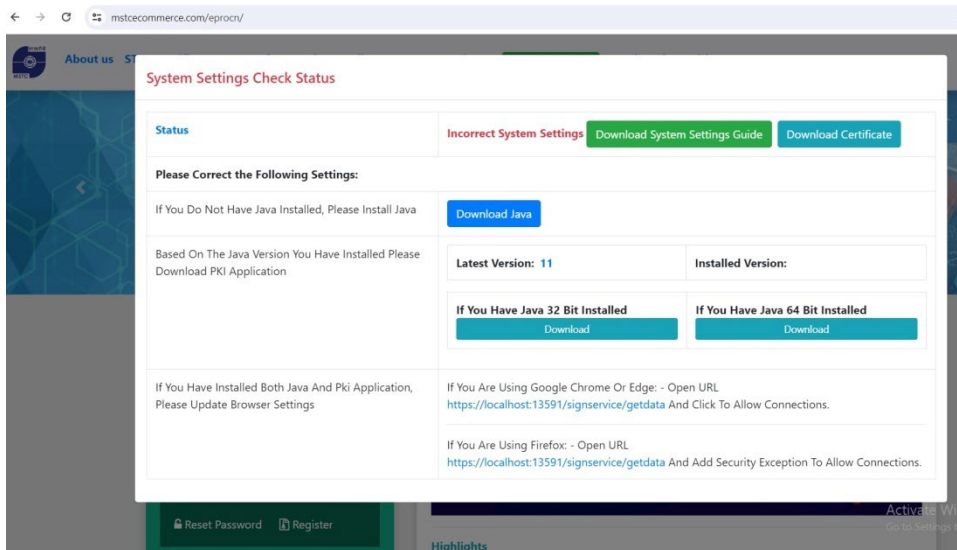 mstcecommerce.com/eprocn/
MSTC
About us
System Settings Check Status
Status
Incorrect System Settings Download System Settings Guide Download Certificate
Please Correct the Following Settings:
If You Do Not Have Java Installed, Please Install Java
Download Java
Based On The Java Version You Have Installed Please
Download PKI Application
Latest Version: 11
Installed Version:
If You Have Java 32 Bit Installed
Download
If You Have Java 64 Bit Installed
Download
If You Have Installed Both Java And Pki Application,
Please Update Browser Settings
If You Are Using Google Chrome Or Edge: - Open URL
https://localhost:13591/signservice/getdata And Click To Allow Connections.
If You Are Using Firefox: - Open URL
https://localhost:13591/signservice/getdata And Add Security Exception To Allow Connections.
Reset Password Register
Highlights
Activate
Go to Settings